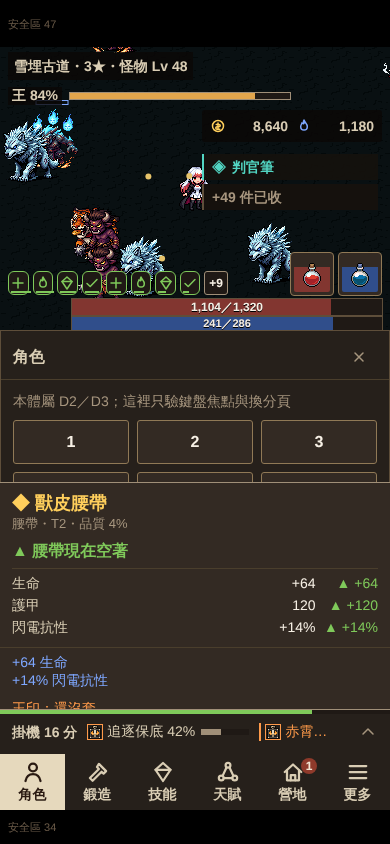 安全區 47
雪埋古道・3★・怪物 Lv 48
王 84%
8,640 1,180
判官筆
+49 件已收
+9
1,104／1,320
241／286
角色
本體屬 D2／D3；這裡只驗鍵盤焦點與換分頁
1 2 3
獸皮腰帶
腰帶・T2・品質 4%
▲ 腰帶現在空著
生命 +64 ▲ +64
護甲 120 ▲ +120
閃電抗性 +14% ▲ +14%
+64 生命
+14% 閃電抗性
王印：還沒套
掛機 16 分 追逐保底 42% 赤霄…
1
角色 鍛造 技能 天賦 營地 更多
安全區 34